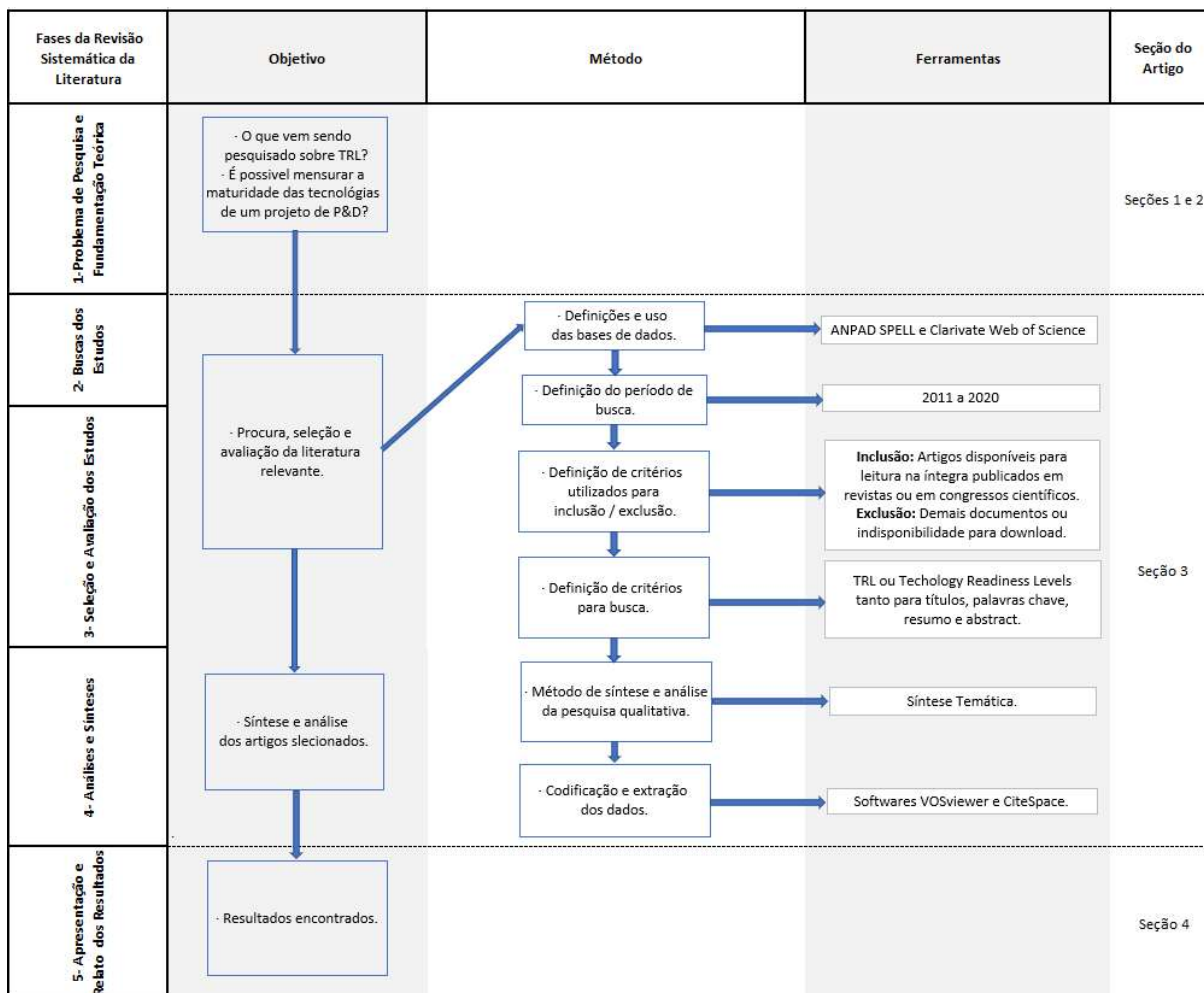 Fases da Revisão
Sistemática da
Literatura
Objetivo
Método
Ferramentas
Seção do
Artigo
1-Problema de Pesquisa e
Fundamentação Teórica
· O que vem sendo
pesquisado sobre TRL?
· É possivel mensurar a
maturidade das tecnológias
de um projeto de P&D?
Seções 1 e 2
2- Buscas dos
Estudos
3- Seleção e Avaliação dos Estudos
· Procura, seleção e
avaliação da literatura
relevante.
· Definições e uso
das bases de dados.
ANPAD SPELL e Clarivate Web of Science
· Definição do período de
busca.
2011 a 2020
· Definição de critérios
utilizados para
inclusão / exclusão.
Inclusão: Artigos disponíveis para
leitura na íntegra publicados em
revistas ou em congressos científicos.
Exclusão: Demais documentos ou
indisponibilidade para download.
· Definição de critérios
para busca.
TRL ou Techology Readiness Levels
tanto para títulos, palavras chave,
resumo e abstract.
Seção 3
4- Análises e Sínteses
· Síntese e análise
dos artigos slecionados.
· Método de síntese e análise
da pesquisa qualitativa.
Síntese Temática.
· Codificação e extração
dos dados.
Softwares VOSviewer e CiteSpace.
5- Apresentação e
Relato dos Resultados
· Resultados encontrados.
Seção 4